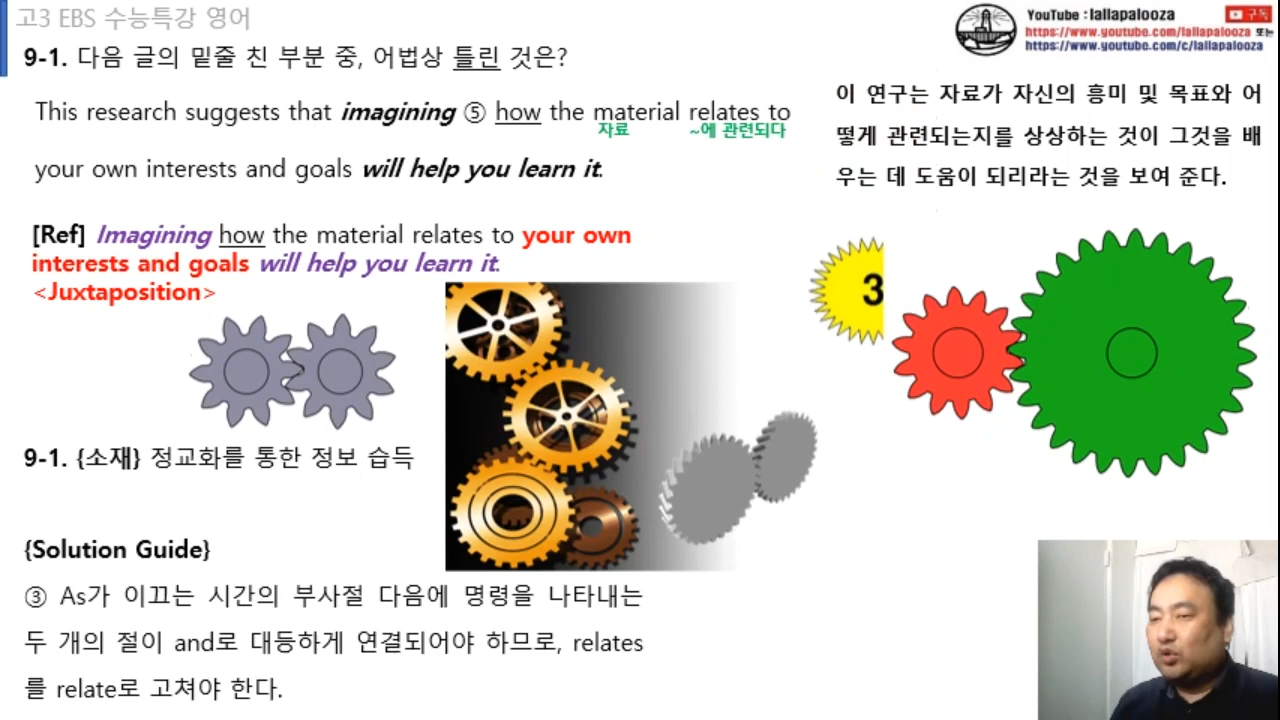 고3 EBS 수능특강 영어
YouTube : lallapalooza
구독
https://www.youtube.com/lallapalooza 또는
https://www.youtube.com/c/lallapalooza
9-1. 다음 글의 밑줄 친 부분 중, 어법상 틀린 것은?
This research suggests that imagining ⑤ how the material relates to
자료 ~에 관련되다
your own interests and goals will help you learn it.
이 연구는 자료가 자신의 흥미 및 목표와 어
떻게 관련되는지를 상상하는 것이 그것을 배
우는 데 도움이 되리라는 것을 보여 준다.
[Ref] Imagining how the material relates to your own
interests and goals will help you learn it.
<Juxtaposition>
3
9-1. {소재} 정교화를 통한 정보 습득
{Solution Guide}
③ As가 이끄는 시간의 부사절 다음에 명령을 나타내는
두 개의 절이 and로 대등하게 연결되어야 하므로, relates
를 relate로 고쳐야 한다.